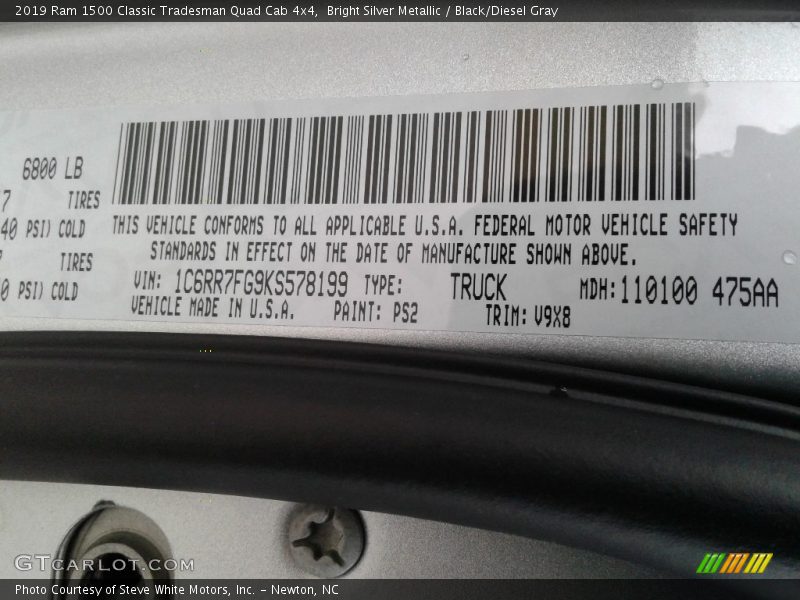 2019 Ram 1500 Classic Tradesman Quad Cab 4x4,  Bright Silver Metallic / Black/Diesel Gray
6800 LB
7 TIRES
40 PSI) COLD
TIRES
0 PSI) COLD
THIS VEHICLE CONFORMS TO ALL APPLICABLE U.S.A. FEDERAL MOTOR VEHICLE SAFETY
STANDARDS IN EFFECT ON THE DATE OF MANUFACTURE SHOWN ABOVE.
VIN: 1C6RR7FG9KS578199 TYPE: TRUCK MDH: 110100 475AA
VEHICLE MADE IN U.S.A. PAINT: PS2 TRIM: V9X8
GTCARLOT.COM
Photo Courtesy of Steve White Motors, Inc. – Newton, NC